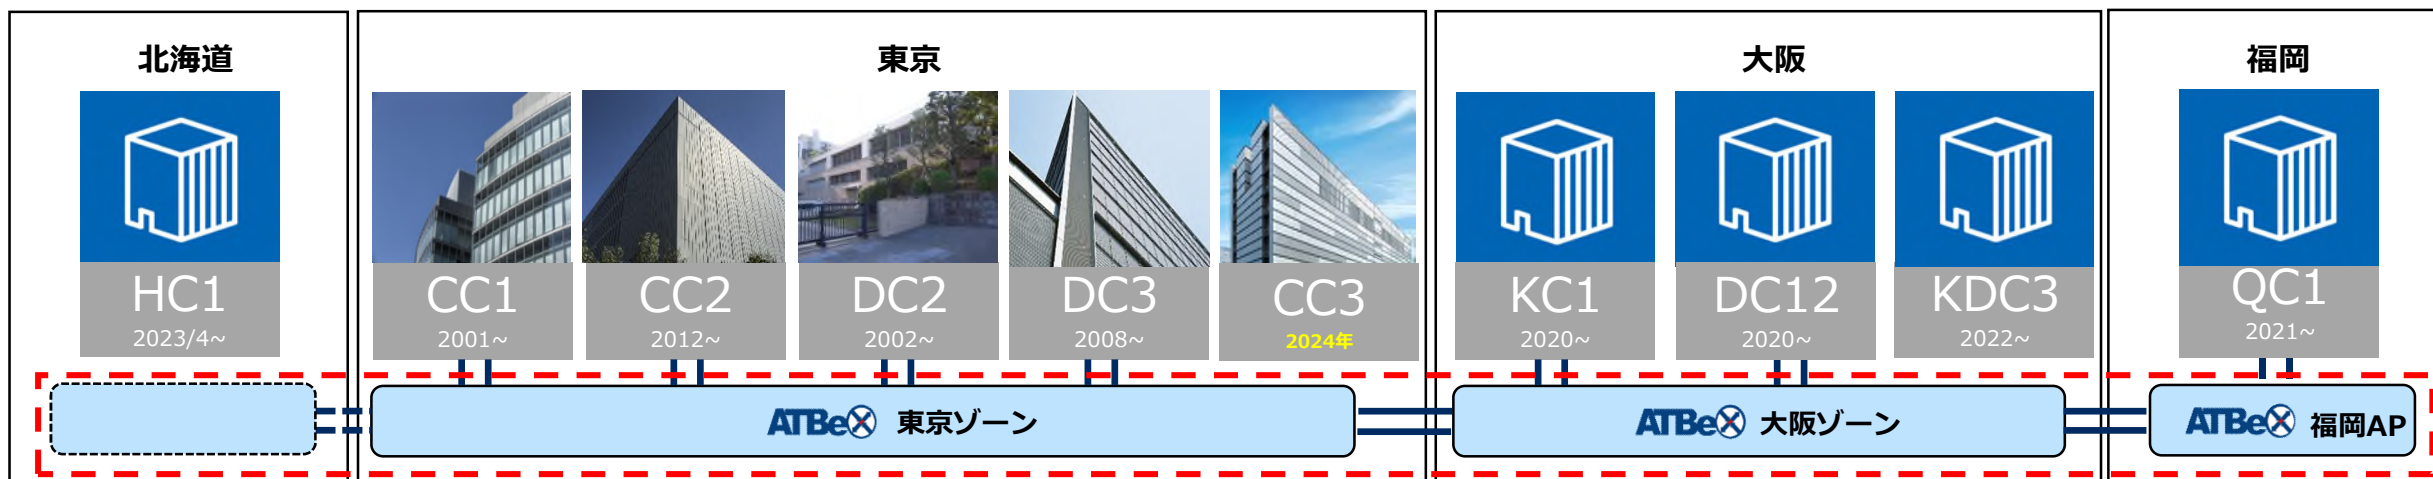 北海道
HC1
2023/4~
東京
CC1
2001~
CC2
2012~
DC2
2002~
DC3
2008~
CC3
2024年
ATBeX 東京ゾーン
大阪
KC1
2020~
DC12
2020~
KDC3
2022~
ATBeX 大阪ゾーン
福岡
QC1
2021~
ATBeX 福岡AP